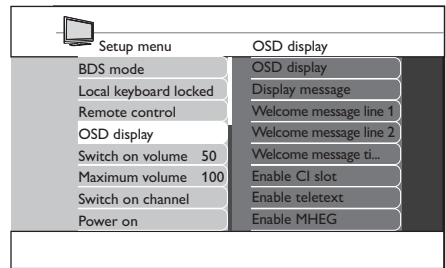 Setup menu
OSD display
BDS mode
OSD display
Local keyboard locked
Display message
Remote control
Welcome message line 1
OSD display
Welcome message line 2
Switch on volume 50
Welcome message ti...
Maximum volume 100
Enable CI slot
Switch on channel
Enable teletext
Power on
Enable MHEG